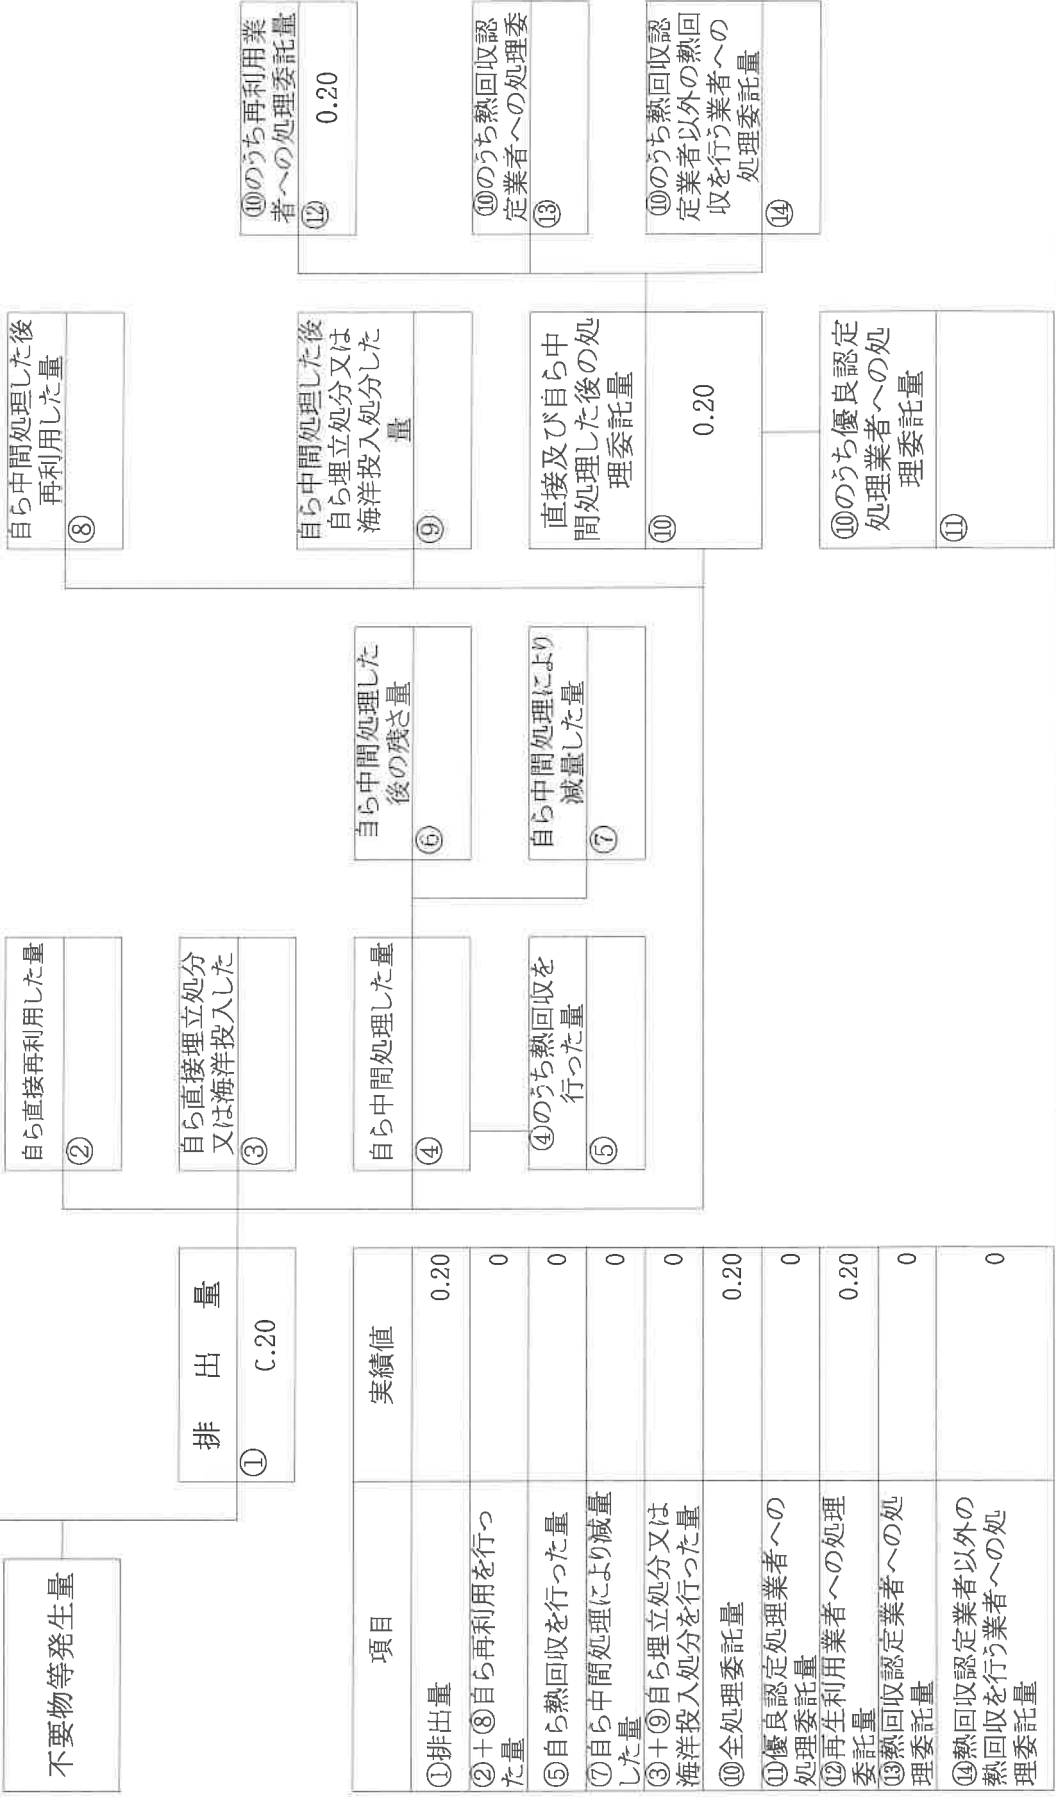 不要物等発生量
排出量
①
C.20
自ら直接再利用した量
②
自ら直接埋立処分
又は海洋投入した
③
自ら中間処理した量
④
④のうち熱回収を
行った量
⑤
自ら中間処理した
後の残さ量
⑥
自ら中間処理により
減量した量
⑦
自ら中間処理した後
再利用した量
⑧
自ら中間処理した後
自ら埋立処分又は
海洋投入処分した
量
⑨
直接及び自ら中
間処理した後の処
理委託量
⑩
0.20
⑩のうち優良認定
処理業者への処
理委託量
⑪
⑩のうち再利用業
者への処理委託量
⑫
0.20
⑩のうち熱回収認
定業者への処理委
⑬
⑩のうち熱回収認
定業者以外の熱回
収を行う業者への
処理委託量
⑭
項目 実績値
①排出量 0.20
②+⑧自ら再利用を行っ
た量 0
⑤自ら熱回収を行った量 0
⑦自ら中間処理により減量
した量 0
③+⑨自ら埋立処分又は
海洋投入処分を行った量 0
⑩全処理委託量 0.20
⑪優良認定処理業者への
処理委託量 0
⑫再生利用業者への処理
委託量 0.20
⑬熱回収認定業者への処
理委託量 0
⑭熱回収認定業者以外の
熱回収を行う業者への処
理委託量 0